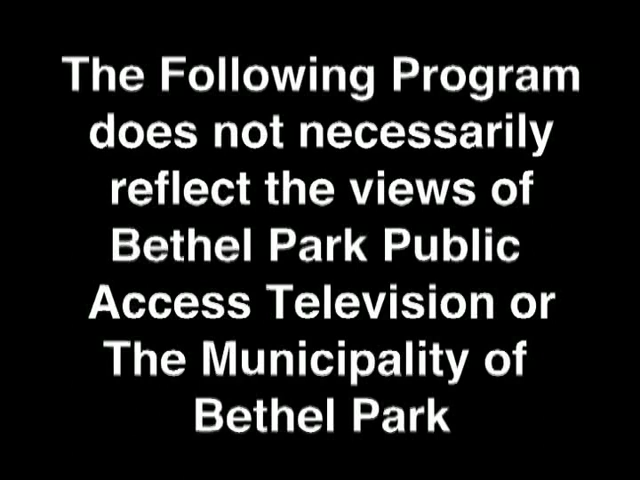 The Following Program
does not necessarily
reflect the views of
Bethel Park Public
Access Television or
The Municipality of
Bethel Park